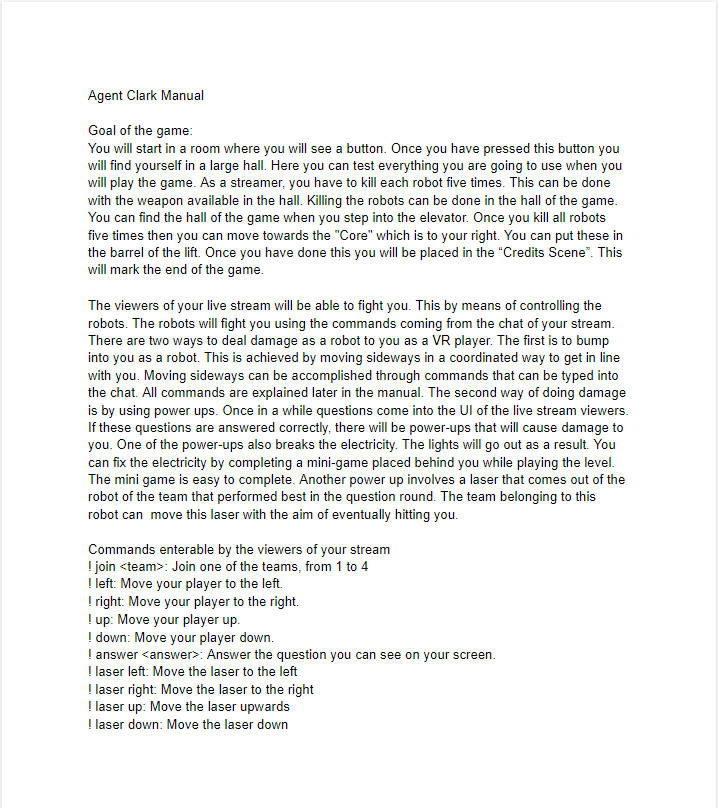 Agent Clark Manual
Goal of the game:
You will start in a room where you will see a button. Once you have pressed this button you
will find yourself in a large hall. Here you can test everything you are going to use when you
will play the game. As a streamer, you have to kill each robot five times. This can be done
with the weapon available in the hall. Killing the robots can be done in the hall of the game.
You can find the hall of the game when you step into the elevator. Once you kill all robots
five times then you can move towards the "Core" which is to your right. You can put these in
the barrel of the lift. Once you have done this you will be placed in the “Credits Scene”. This
will mark the end of the game.
The viewers of your live stream will be able to fight you. This by means of controlling the
robots. The robots will fight you using the commands coming from the chat of your stream.
There are two ways to deal damage as a robot to you as a VR player. The first is to bump
into you as a robot. This is achieved by moving sideways in a coordinated way to get in line
with you. Moving sideways can be accomplished through commands that can be typed into
the chat. All commands are explained later in the manual. The second way of doing damage
is by using power ups. Once in a while questions come into the UI of the live stream viewers.
If these questions are answered correctly, there will be power-ups that will cause damage to
you. One of the power-ups also breaks the electricity. The lights will go out as a result. You
can fix the electricity by completing a mini-game placed behind you while playing the level.
The mini game is easy to complete. Another power up involves a laser that comes out of the
robot of the team that performed best in the question round. The team belonging to this
robot can  move this laser with the aim of eventually hitting you.
Commands enterable by the viewers of your stream
! join <team>: Join one of the teams, from 1 to 4
! left: Move your player to the left.
! right: Move your player to the right.
! up: Move your player up.
! down: Move your player down.
! answer <answer>: Answer the question you can see on your screen.
! laser left: Move the laser to the left
! laser right: Move the laser to the right
! laser up: Move the laser upwards
! laser down: Move the laser down